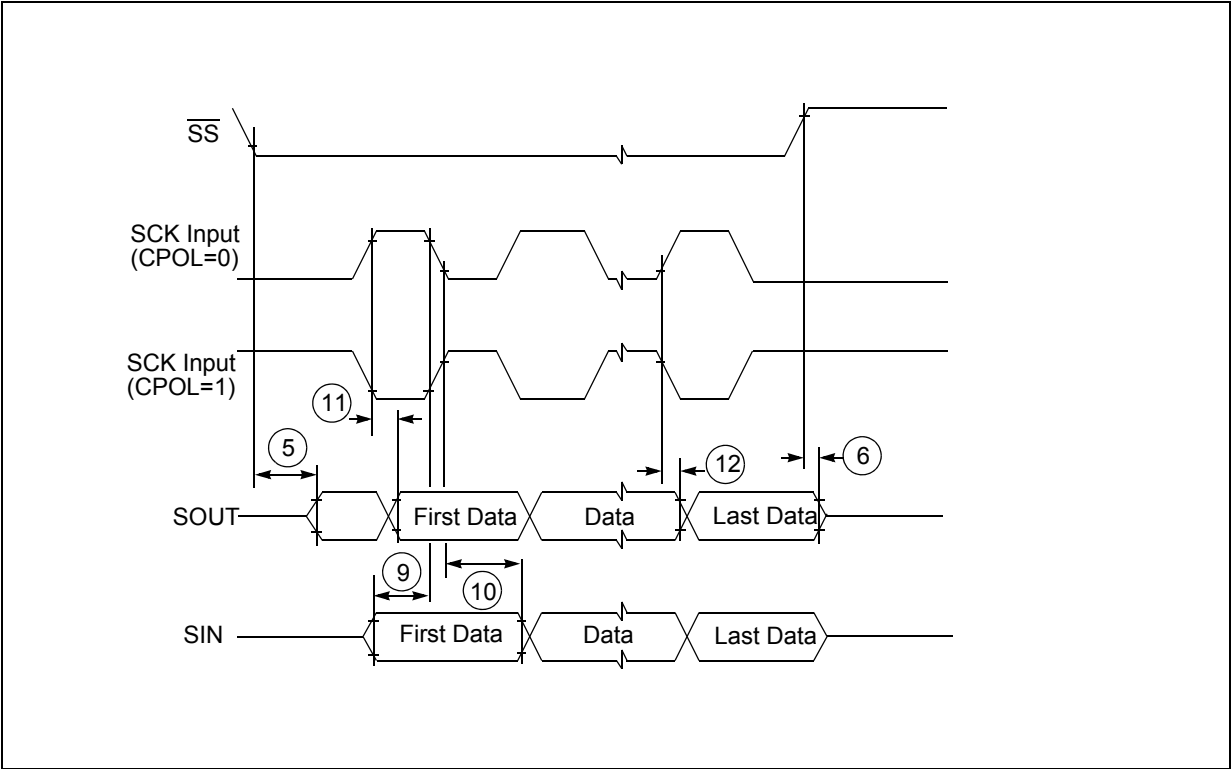 SS
SCK Input
(CPOL=0)
SCK Input
(CPOL=1)
11
5
12
6
SOUT
First Data
Data
Last Data
9
10
SIN
First Data
Data
Last Data